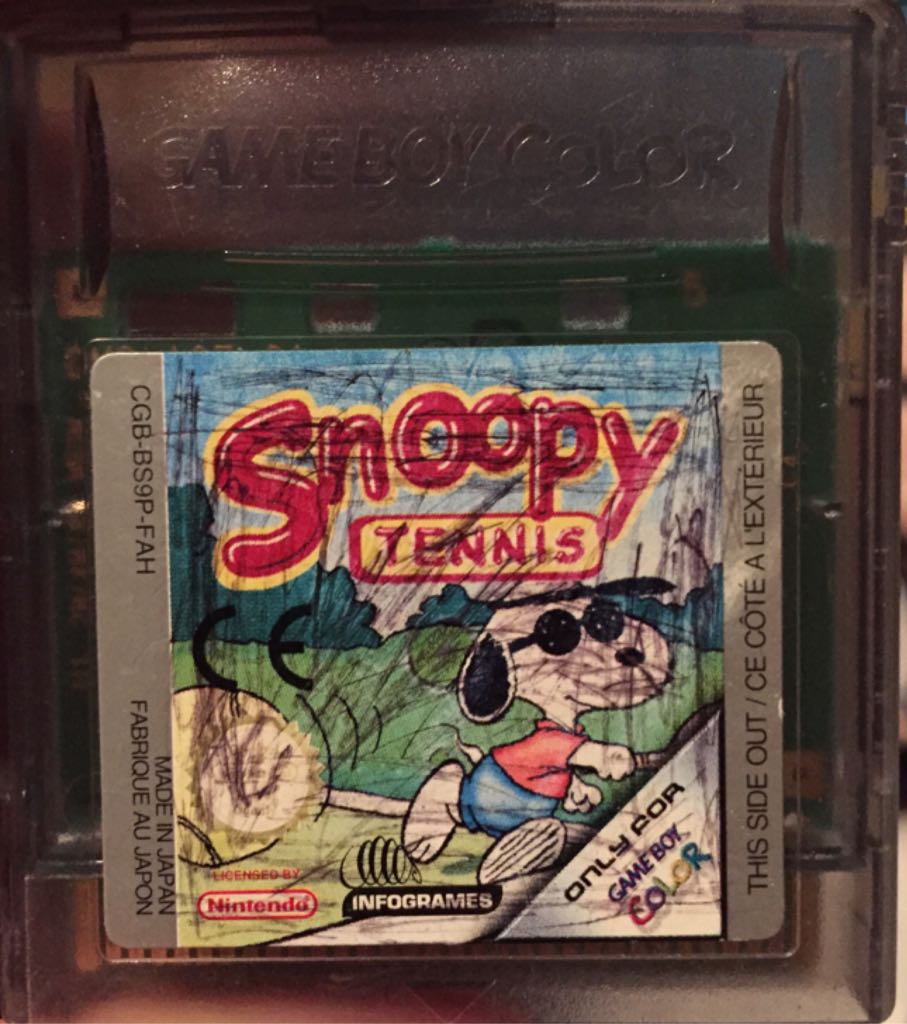 GAME BOY COLOR
CGB-BS9P-FAH
Snoopy
TENNIS
CE
THIS SIDE OUT / CE CÔTÉ A L'EXTERIEUR
MADE IN JAPAN
FABRIQUE AU JAPON
LICENSED BY
Nintendo
INFOGRAMES
ONLY FOR
GAME BOY
COLOR